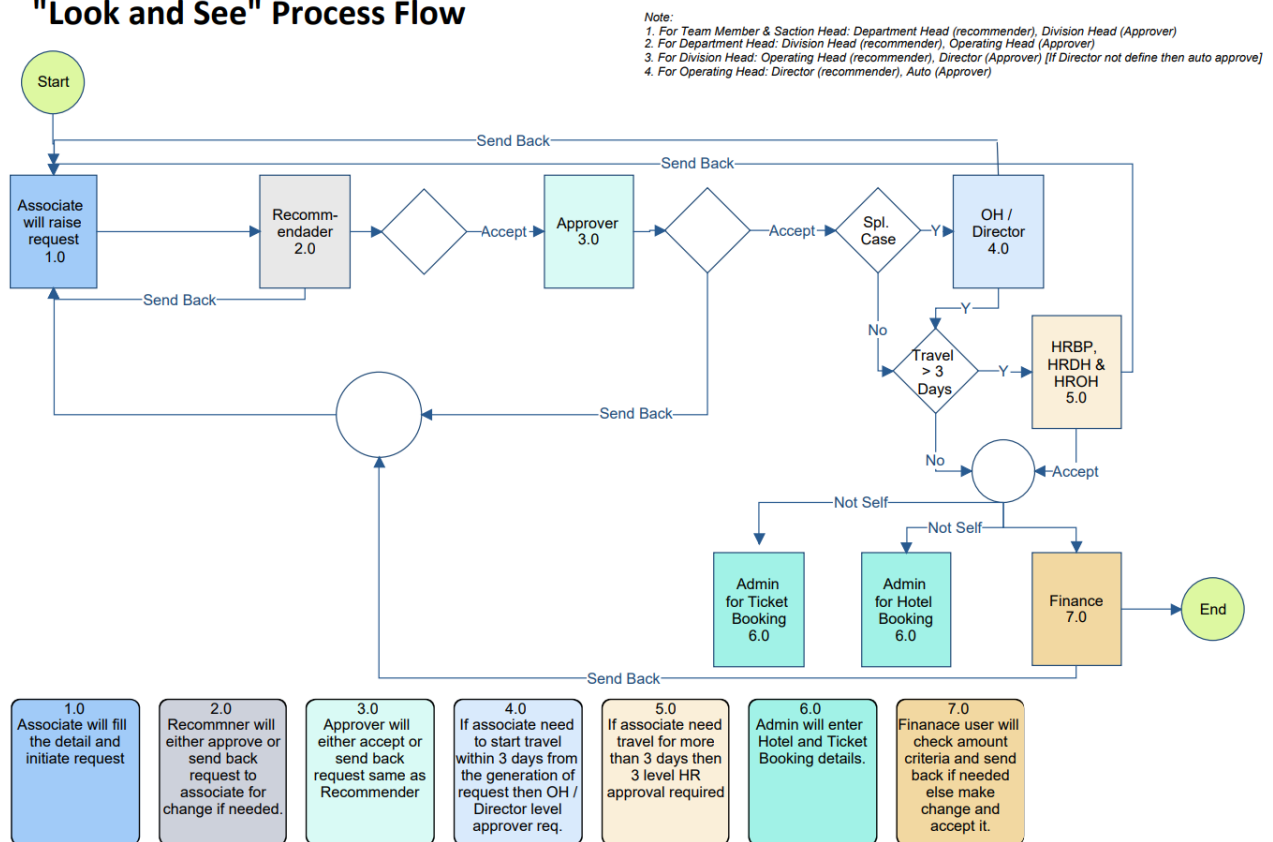 "Look and See" Process Flow
Note:
1. For Team Member & Saction Head: Department Head (recommender), Division Head (Approver)
2. For Department Head: Division Head (recommender), Operating Head (Approver)
3. For Division Head: Operating Head (recommender), Director (Approver) [If Director not define then auto approve]
4. For Operating Head: Director (recommender), Auto (Approver)
Start
Send Back
Send Back
Associate
will raise
request
1.0
Recomm-
endader
2.0
Accept
Approver
3.0
Accept
Spl.
Case
Y
OH /
Director
4.0
Send Back
Y
No
Travel
> 3
Days
Y
HRBP,
HRDH &
HROH
5.0
Send Back
No
Accept
Not Self
Not Self
Admin
for Ticket
Booking
6.0
Admin
for Hotel
Booking
6.0
Finance
7.0
End
Send Back
1.0
Associate will fill
the detail and
initiate request
2.0
Recommner will
either approve or
send back
request to
associate for
change if needed.
3.0
Approver will
either accept or
send back
request same as
Recommender
4.0
If associate need
to start travel
within 3 days from
the generation of
request then OH /
Director level
approver req.
5.0
If associate need
travel for more
than 3 days then
3 level HR
approval required
6.0
Admin will enter
Hotel and Ticket
Booking details.
7.0
Finanace user will
check amount
criteria and send
back if needed
else make
change and
accept it.